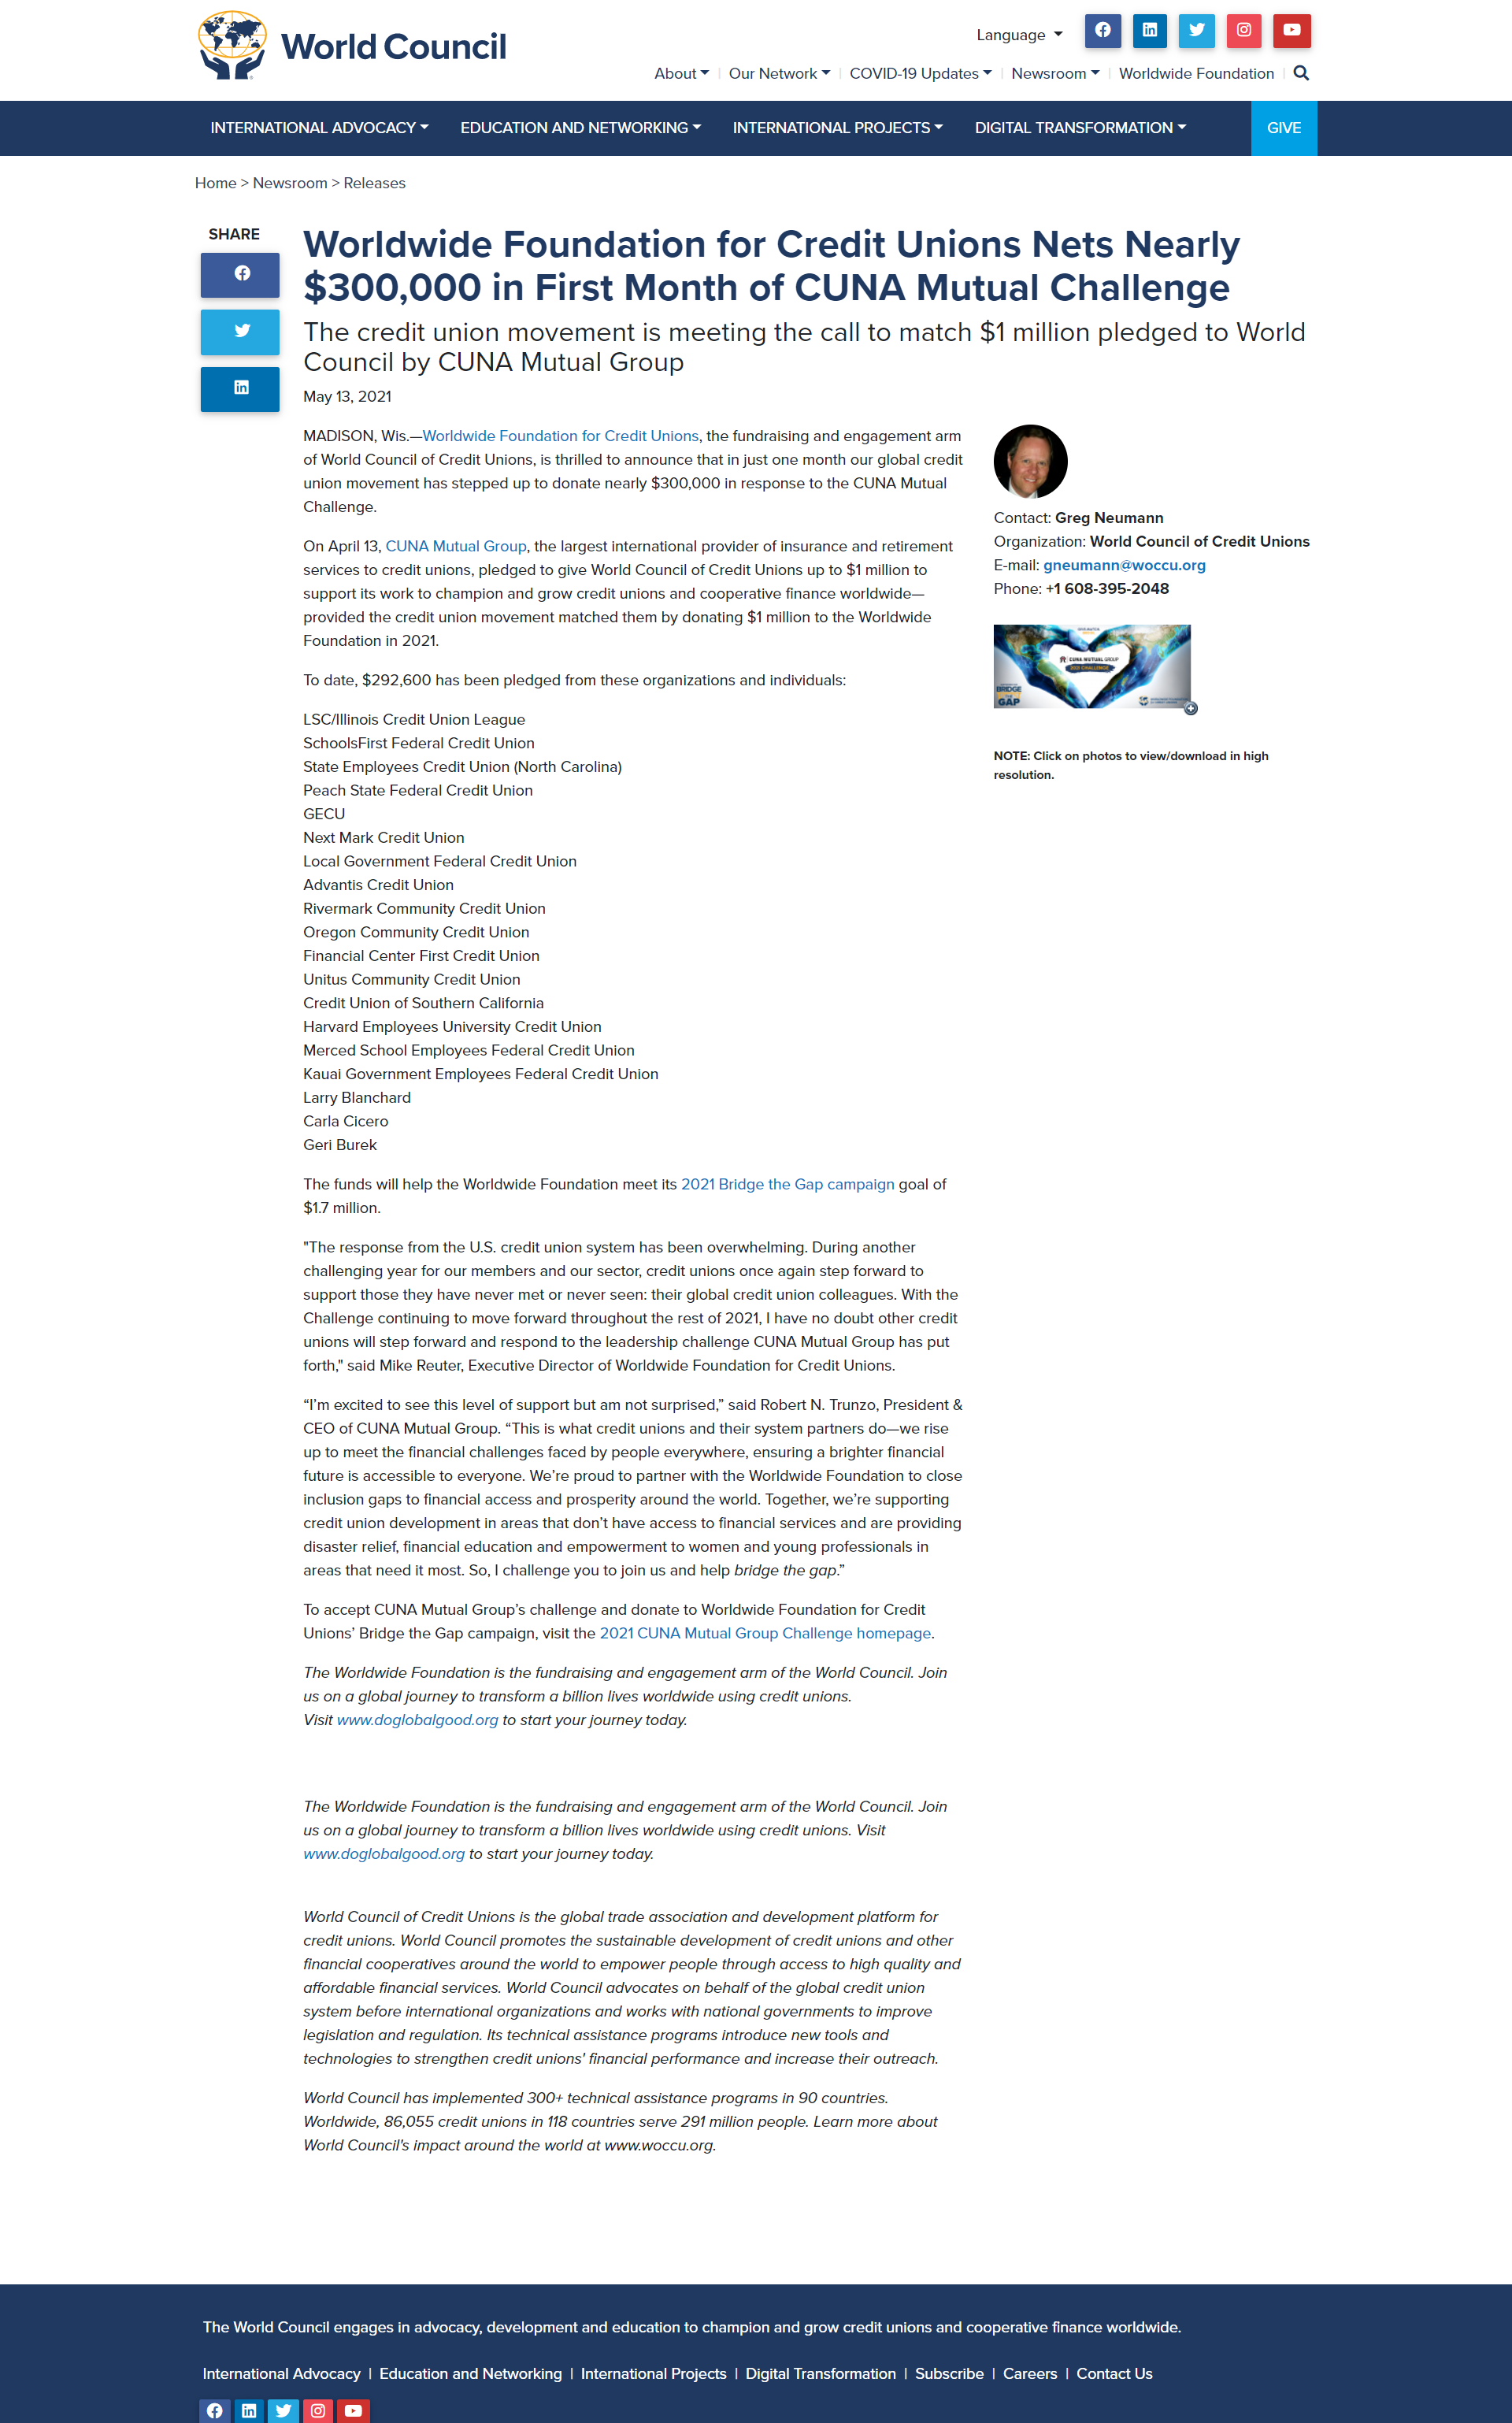 World Council
Language
About
Our Network
COVID-19 Updates
Newsroom
Worldwide Foundation
INTERNATIONAL ADVOCACY
EDUCATION AND NETWORKING
INTERNATIONAL PROJECTS
DIGITAL TRANSFORMATION
GIVE
Home > Newsroom > Releases
SHARE
Worldwide Foundation for Credit Unions Nets Nearly
$300,000 in First Month of CUNA Mutual Challenge
The credit union movement is meeting the call to match $1 million pledged to World
Council by CUNA Mutual Group
May 13, 2021
MADISON, Wis.—Worldwide Foundation for Credit Unions, the fundraising and engagement arm
of World Council of Credit Unions, is thrilled to announce that in just one month our global credit
union movement has stepped up to donate nearly $300,000 in response to the CUNA Mutual
Challenge.
On April 13, CUNA Mutual Group, the largest international provider of insurance and retirement
services to credit unions, pledged to give World Council of Credit Unions up to $1 million to
support its work to champion and grow credit unions and cooperative finance worldwide—
provided the credit union movement matched them by donating $1 million to the Worldwide
Foundation in 2021.
To date, $292,600 has been pledged from these organizations and individuals:
LSC/Illinois Credit Union League
SchoolsFirst Federal Credit Union
State Employees Credit Union (North Carolina)
Peach State Federal Credit Union
GECU
Next Mark Credit Union
Local Government Federal Credit Union
Advantis Credit Union
Rivermark Community Credit Union
Oregon Community Credit Union
Financial Center First Credit Union
Unitus Community Credit Union
Credit Union of Southern California
Harvard Employees University Credit Union
Merced School Employees Federal Credit Union
Kauai Government Employees Federal Credit Union
Larry Blanchard
Carla Cicero
Geri Burek
The funds will help the Worldwide Foundation meet its 2021 Bridge the Gap campaign goal of
$1.7 million.
"The response from the U.S. credit union system has been overwhelming. During another
challenging year for our members and our sector, credit unions once again step forward to
support those they have never met or never seen: their global credit union colleagues. With the
Challenge continuing to move forward throughout the rest of 2021, I have no doubt other credit
unions will step forward and respond to the leadership challenge CUNA Mutual Group has put
forth," said Mike Reuter, Executive Director of Worldwide Foundation for Credit Unions.
“I’m excited to see this level of support but am not surprised,” said Robert N. Trunzo, President &
CEO of CUNA Mutual Group. “This is what credit unions and their system partners do—we rise
up to meet the financial challenges faced by people everywhere, ensuring a brighter financial
future is accessible to everyone. We’re proud to partner with the Worldwide Foundation to close
inclusion gaps to financial access and prosperity around the world. Together, we’re supporting
credit union development in areas that don’t have access to financial services and are providing
disaster relief, financial education and empowerment to women and young professionals in
areas that need it most. So, I challenge you to join us and help bridge the gap.”
To accept CUNA Mutual Group’s challenge and donate to Worldwide Foundation for Credit
Unions’ Bridge the Gap campaign, visit the 2021 CUNA Mutual Group Challenge homepage.
The Worldwide Foundation is the fundraising and engagement arm of the World Council. Join
us on a global journey to transform a billion lives worldwide using credit unions.
Visit www.doglobalgood.org to start your journey today.
The Worldwide Foundation is the fundraising and engagement arm of the World Council. Join
us on a global journey to transform a billion lives worldwide using credit unions. Visit
www.doglobalgood.org to start your journey today.
World Council of Credit Unions is the global trade association and development platform for
credit unions. World Council promotes the sustainable development of credit unions and other
financial cooperatives around the world to empower people through access to high quality and
affordable financial services. World Council advocates on behalf of the global credit union
system before international organizations and works with national governments to improve
legislation and regulation. Its technical assistance programs introduce new tools and
technologies to strengthen credit unions' financial performance and increase their outreach.
World Council has implemented 300+ technical assistance programs in 90 countries.
Worldwide, 86,055 credit unions in 118 countries serve 291 million people. Learn more about
World Council's impact around the world at www.woccu.org.
Contact: Greg Neumann
Organization: World Council of Credit Unions
E-mail: gneumann@woccu.org
Phone: +1 608-395-2048
CUNA MUTUAL GROUP
2021 CHALLENGE
BRIDGE
THE
GAP
NOTE: Click on photos to view/download in high
resolution.
The World Council engages in advocacy, development and education to champion and grow credit unions and cooperative finance worldwide.
International Advocacy | Education and Networking | International Projects | Digital Transformation | Subscribe | Careers | Contact Us